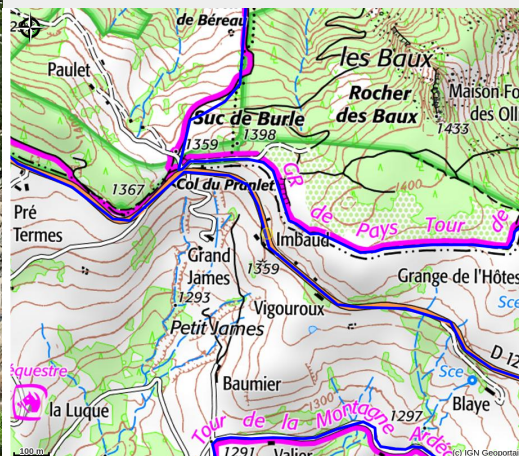 de Béreau
les Baux
Paulet
Rocher
des Baux
Maison Fo
des Oll
Suc de Burle
1433
1359
1398
1367
Col du Pranlet
1400
GR de Pays Tour de
Pré
Termes
Imbaud
Grand
James
1359
Grange de l'Hôtes
1293
Vigouroux
Petit James
D 12
équestre
Baumier
Sce
Sce
1300
la Luque
Blaye
1297
Tour de la Montagne Ardéc
1291
Valier
100 m
(c) IGN Geoportai